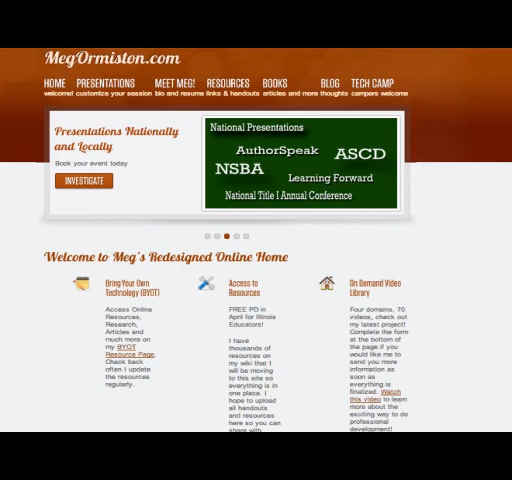 MegOrmiston.com
HOME PRESENTATIONS MEET MEG! RESOURCES BOOKS BLOG TECH CAMP
welcome! customize your session bio and resume links & handouts articles and more thoughts campers welcome
Presentations Nationally
and Locally
Book your event today
INVESTIGATE
National Presentations
AuthorSpeak
ASCD
NSBA
Learning Forward
National Title I Annual Conference
Welcome to Meg's Redesigned Online Home
Bring Your Own
Technology (BYOT)
Access Online
Resources,
Research,
Articles and
much more on
my BYOT
Resource Page.
Check back
often I update
the resources
regularly.
Access to
Resources
FREE PD in
April for Illinois
Educators!
I have
thousands of
resources on
my wiki that I
will be moving
to this site so
everything is
in one place. I
hope to upload
all handouts
and resources
here so you can
share with
On Demand Video
Library
Four domains, 70
videos, check out
my latest project!
Complete the form
at the bottom of
the page if you
would like me to
send you more
information as
soon as
everything is
finalized. Watch
this video to learn
more about the
exciting way to do
professional
development!